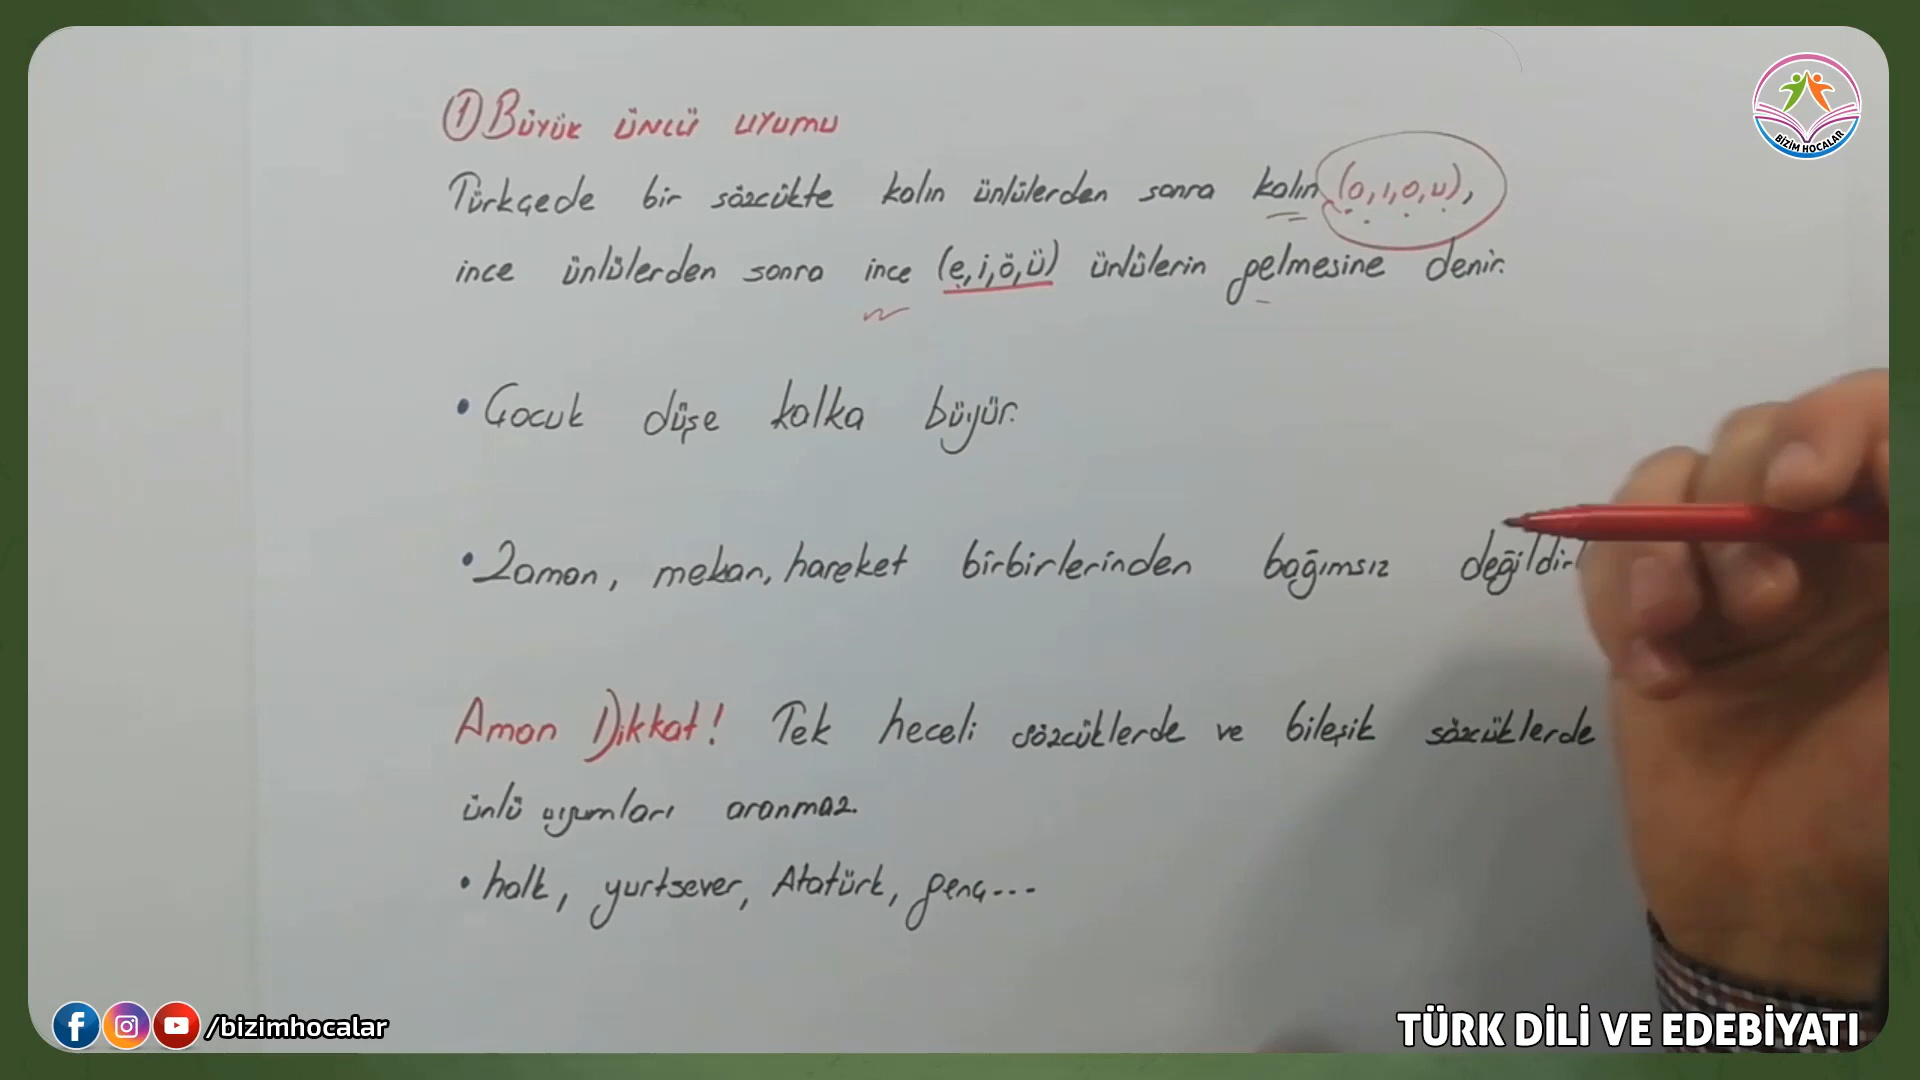 ① Büyük ünlü uyumu
Türkçede bir sözcükte kalın ünlülerden sonra kalın (a, ı, o, u),
ince ünlülerden sonra ince (e, i, ö, ü) ünlülerin gelmesine denir.
• Çocuk düşe kalka büyür.
• Zaman, mekan, hareket birbirlerinden bağımsız
Aman Dikkat! Tek heceli sözcüklerde ve bileşik sözcüklerde
ünlü uyumları aranmaz.
• halk, yurtsever, Atatürk, genç...
BİZİM HOCALAR
/bizimhocalar
TÜRK DİLİ VE EDEBİYATI